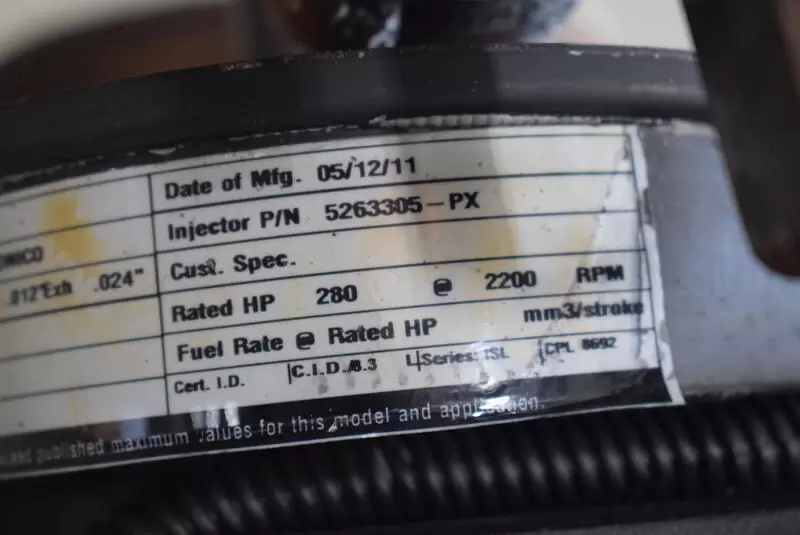 Date of Mfg. 05/12/11
Injector P/N 5263305-PX
Cust. Spec.
.012"Exh .024"
Rated HP 280 @ 2200 RPM
Fuel Rate @ Rated HP mm3/stroke
Cert. I.D. C.I.D./8.3 L Series: ISL CPL 8692
published maximum values for this model and application.